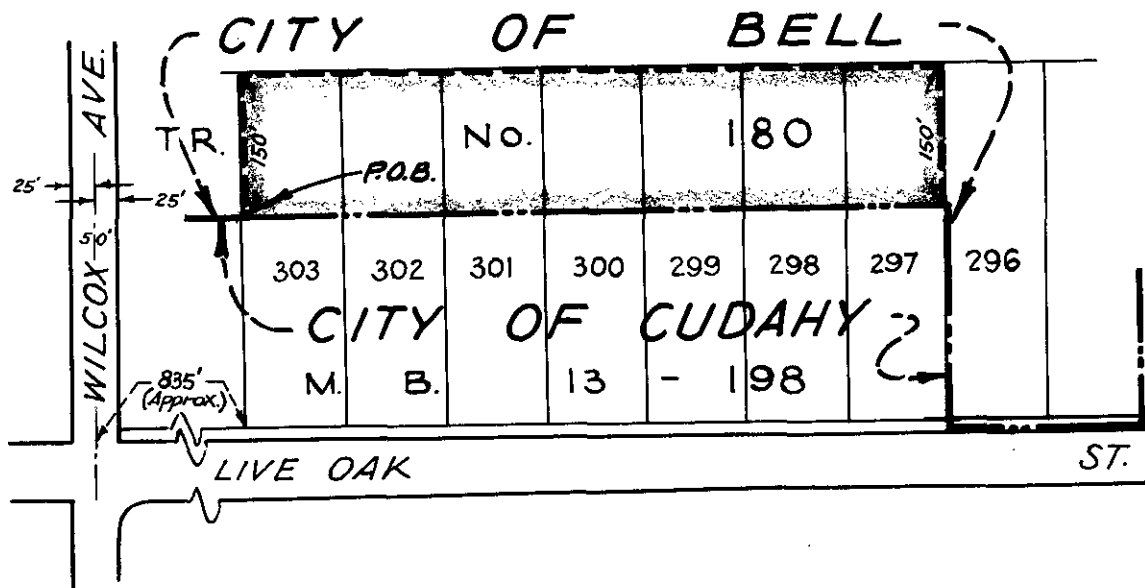 CITY OF BELL
WILCOX AVE.
TR. No. 180
150'
150'
P.O.B.
25'
25'
50'
303 302 301 300 299 298 297 296
CITY OF CUDAHY
M. B. 13 - 198
835'
(Approx.)
LIVE OAK ST.